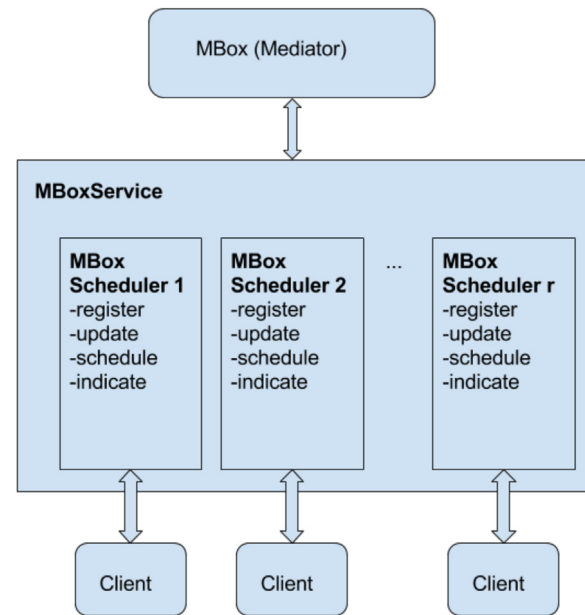 MBox (Mediator)
MBoxService
MBox
Scheduler 1
-register
-update
-schedule
-indicate
MBox
Scheduler 2
-register
-update
-schedule
-indicate
...
MBox
Scheduler r
-register
-update
-schedule
-indicate
Client
Client
Client